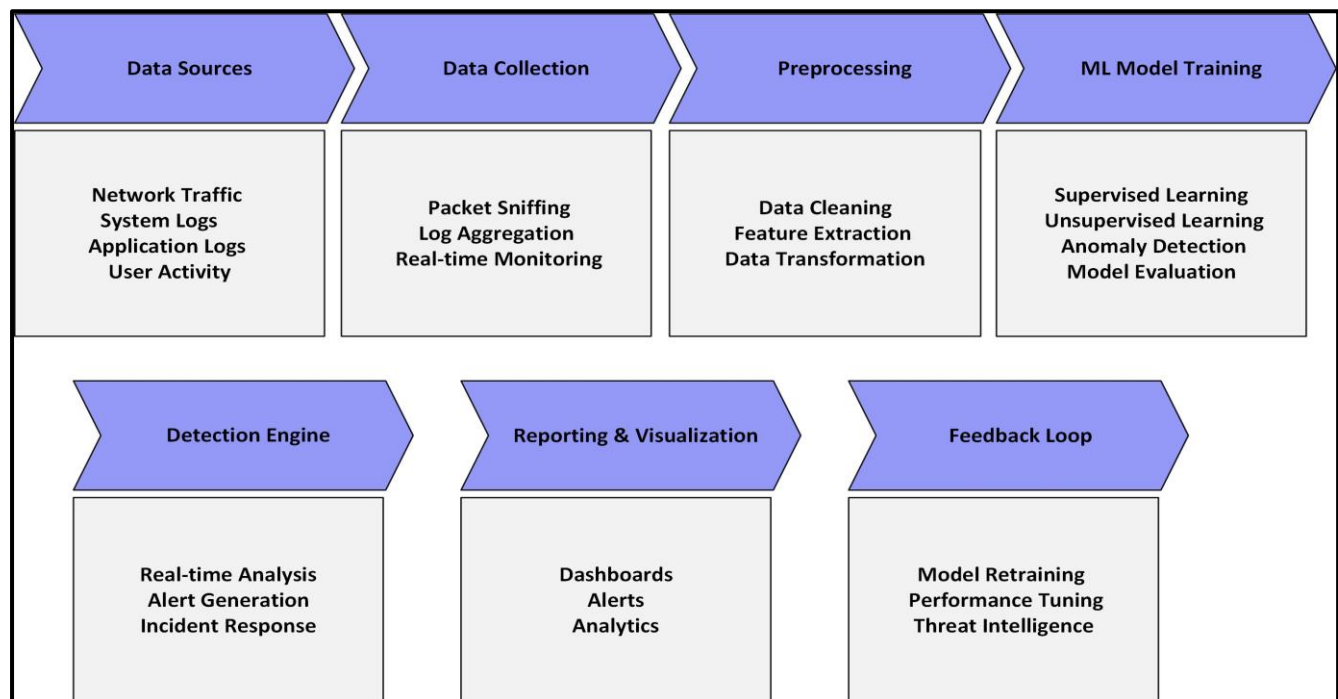 Data Sources
Data Collection
Preprocessing
ML Model Training
Network Traffic
System Logs
Application Logs
User Activity
Packet Sniffing
Log Aggregation
Real-time Monitoring
Data Cleaning
Feature Extraction
Data Transformation
Supervised Learning
Unsupervised Learning
Anomaly Detection
Model Evaluation
Detection Engine
Reporting & Visualization
Feedback Loop
Real-time Analysis
Alert Generation
Incident Response
Dashboards
Alerts
Analytics
Model Retraining
Performance Tuning
Threat Intelligence